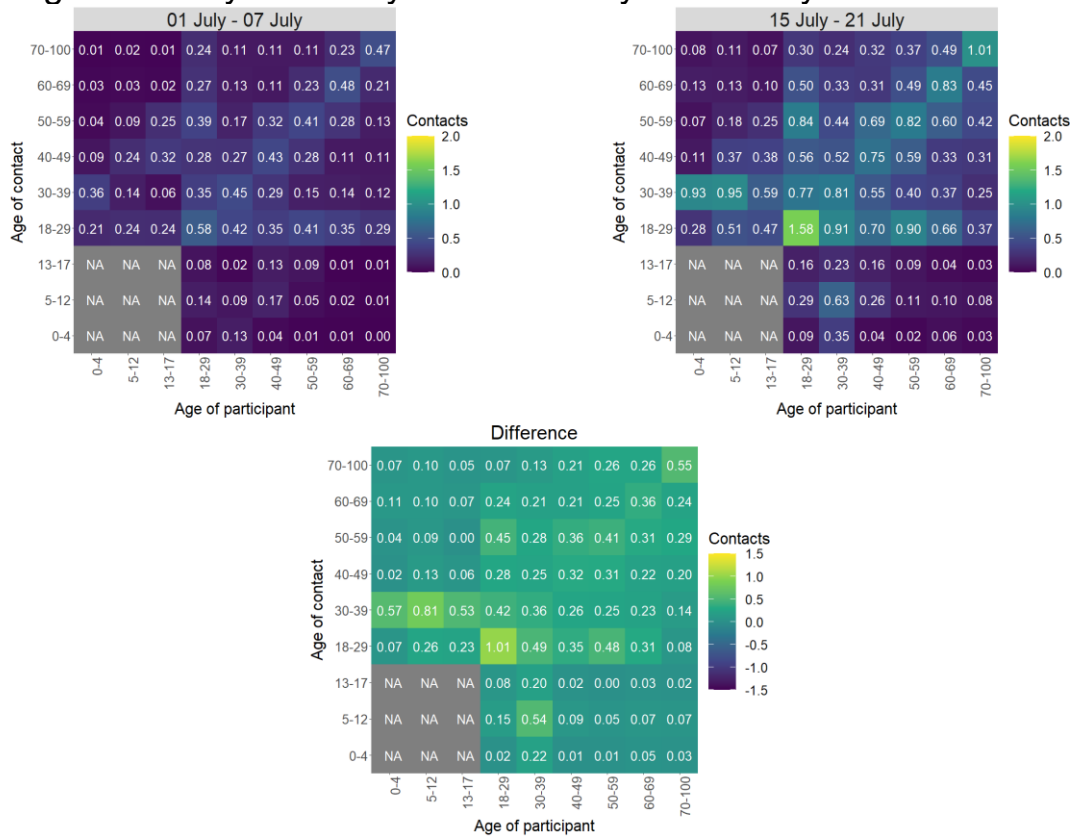 01 July - 07 July
70-100 0.01 0.02 0.01 0.24 0.11 0.11 0.11 0.23 0.47
60-69 0.03 0.03 0.02 0.27 0.13 0.11 0.23 0.48 0.21
50-59 0.04 0.09 0.25 0.39 0.17 0.32 0.41 0.28 0.13
40-49 0.09 0.24 0.32 0.28 0.27 0.43 0.28 0.11 0.11
30-39 0.36 0.14 0.06 0.35 0.45 0.29 0.15 0.14 0.12
18-29 0.21 0.24 0.24 0.58 0.42 0.35 0.41 0.35 0.29
13-17 NA NA NA 0.08 0.02 0.13 0.09 0.01 0.01
5-12 NA NA NA 0.14 0.09 0.17 0.05 0.02 0.01
0-4 NA NA NA 0.07 0.13 0.04 0.01 0.01 0.00
0-4 5-12 13-17 18-29 30-39 40-49 50-59 60-69 70-100
Age of participant
Age of contact
Contacts
2.0
1.5
1.0
0.5
0.0
15 July - 21 July
70-100 0.08 0.11 0.07 0.30 0.24 0.32 0.37 0.49 1.01
60-69 0.13 0.13 0.10 0.50 0.33 0.31 0.49 0.83 0.45
50-59 0.07 0.18 0.25 0.84 0.44 0.69 0.82 0.60 0.42
40-49 0.11 0.37 0.38 0.56 0.52 0.75 0.59 0.33 0.31
30-39 0.93 0.95 0.59 0.77 0.81 0.55 0.40 0.37 0.25
18-29 0.28 0.51 0.47 1.58 0.91 0.70 0.90 0.66 0.37
13-17 NA NA NA 0.16 0.23 0.16 0.09 0.04 0.03
5-12 NA NA NA 0.29 0.63 0.26 0.11 0.10 0.08
0-4 NA NA NA 0.09 0.35 0.04 0.02 0.06 0.03
0-4 5-12 13-17 18-29 30-39 40-49 50-59 60-69 70-100
Age of participant
Age of contact
Contacts
2.0
1.5
1.0
0.5
0.0
Difference
70-100 0.07 0.10 0.05 0.07 0.13 0.21 0.26 0.26 0.55
60-69 0.11 0.10 0.07 0.24 0.21 0.21 0.25 0.36 0.24
50-59 0.04 0.09 0.00 0.45 0.28 0.36 0.41 0.31 0.29
40-49 0.02 0.13 0.06 0.28 0.25 0.32 0.31 0.22 0.20
30-39 0.57 0.81 0.53 0.42 0.36 0.26 0.25 0.23 0.14
18-29 0.07 0.26 0.23 1.01 0.49 0.35 0.48 0.31 0.08
13-17 NA NA NA 0.08 0.20 0.02 0.00 0.03 0.02
5-12 NA NA NA 0.15 0.54 0.09 0.05 0.07 0.07
0-4 NA NA NA 0.02 0.22 0.01 0.01 0.05 0.03
0-4 5-12 13-17 18-29 30-39 40-49 50-59 60-69 70-100
Age of participant
Age of contact
Contacts
1.5
1.0
0.5
0.0
-0.5
-1.0
-1.5